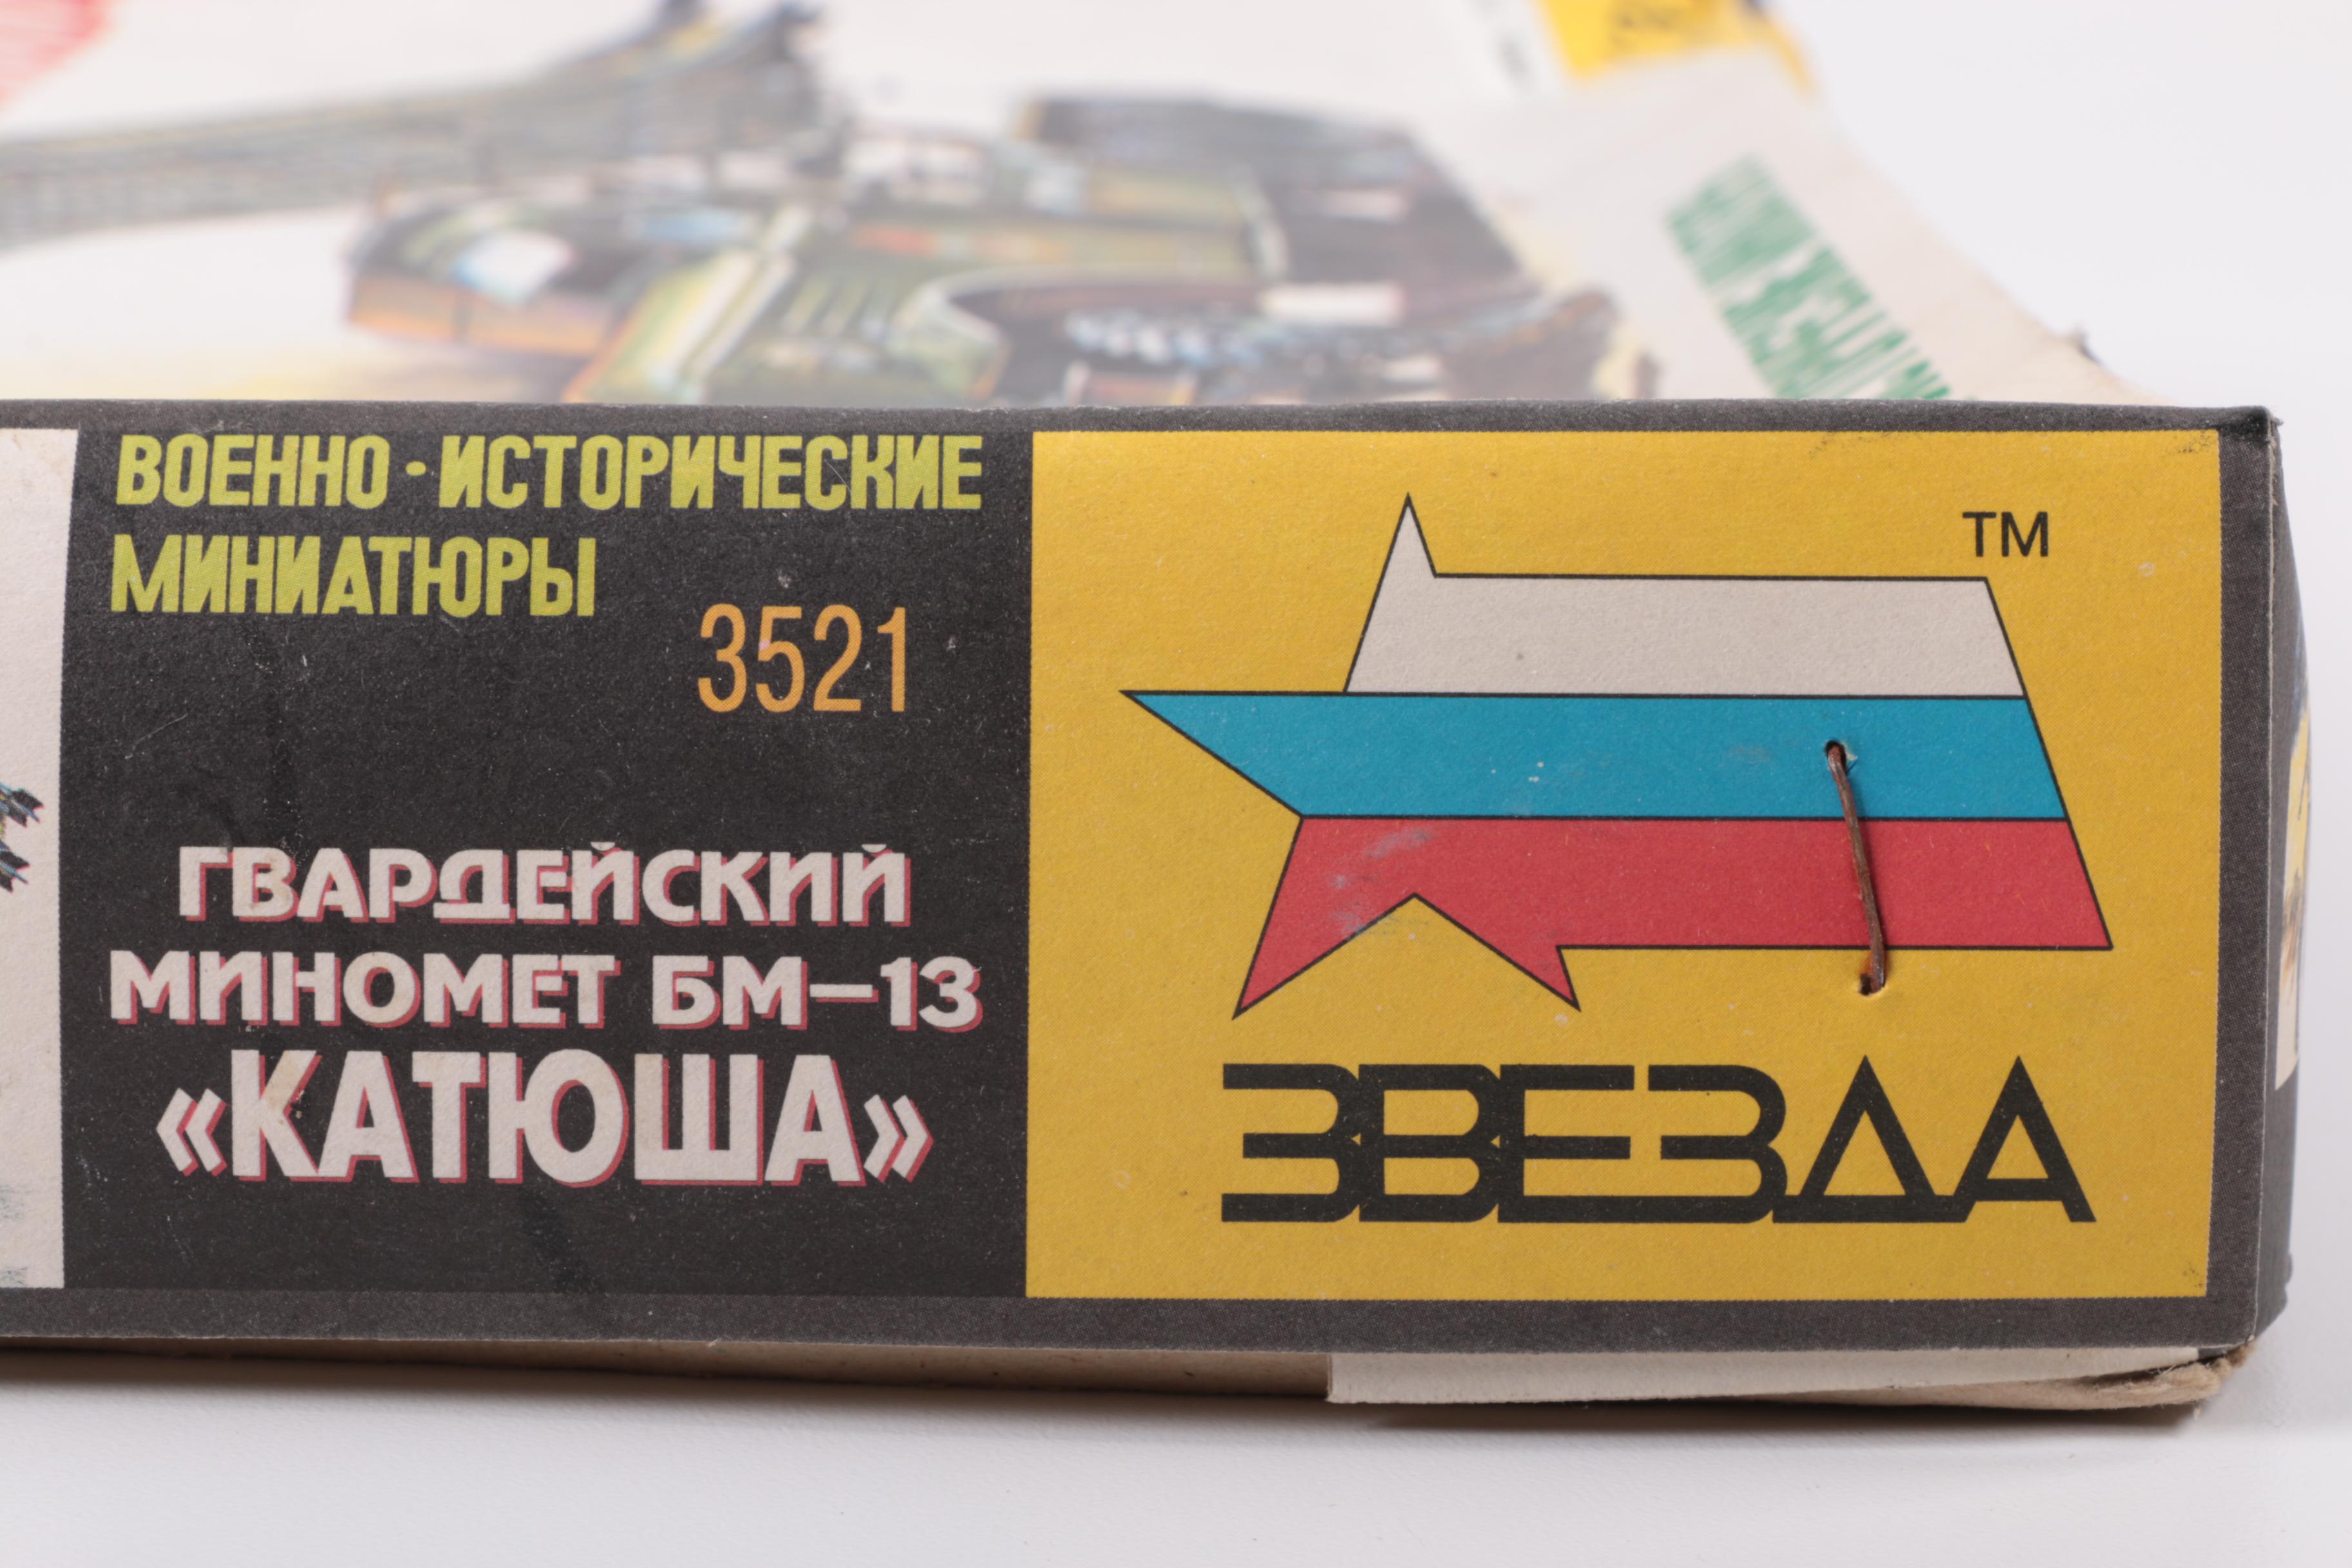 ВОЕННО-ИСТОРИЧЕСКИЕ
МИНИАТЮРЫ
3521
ГВАРДЕЙСКИЙ
МИНОМЕТ БМ-13
«КАТЮША»
TM
ЗВЕЗДА